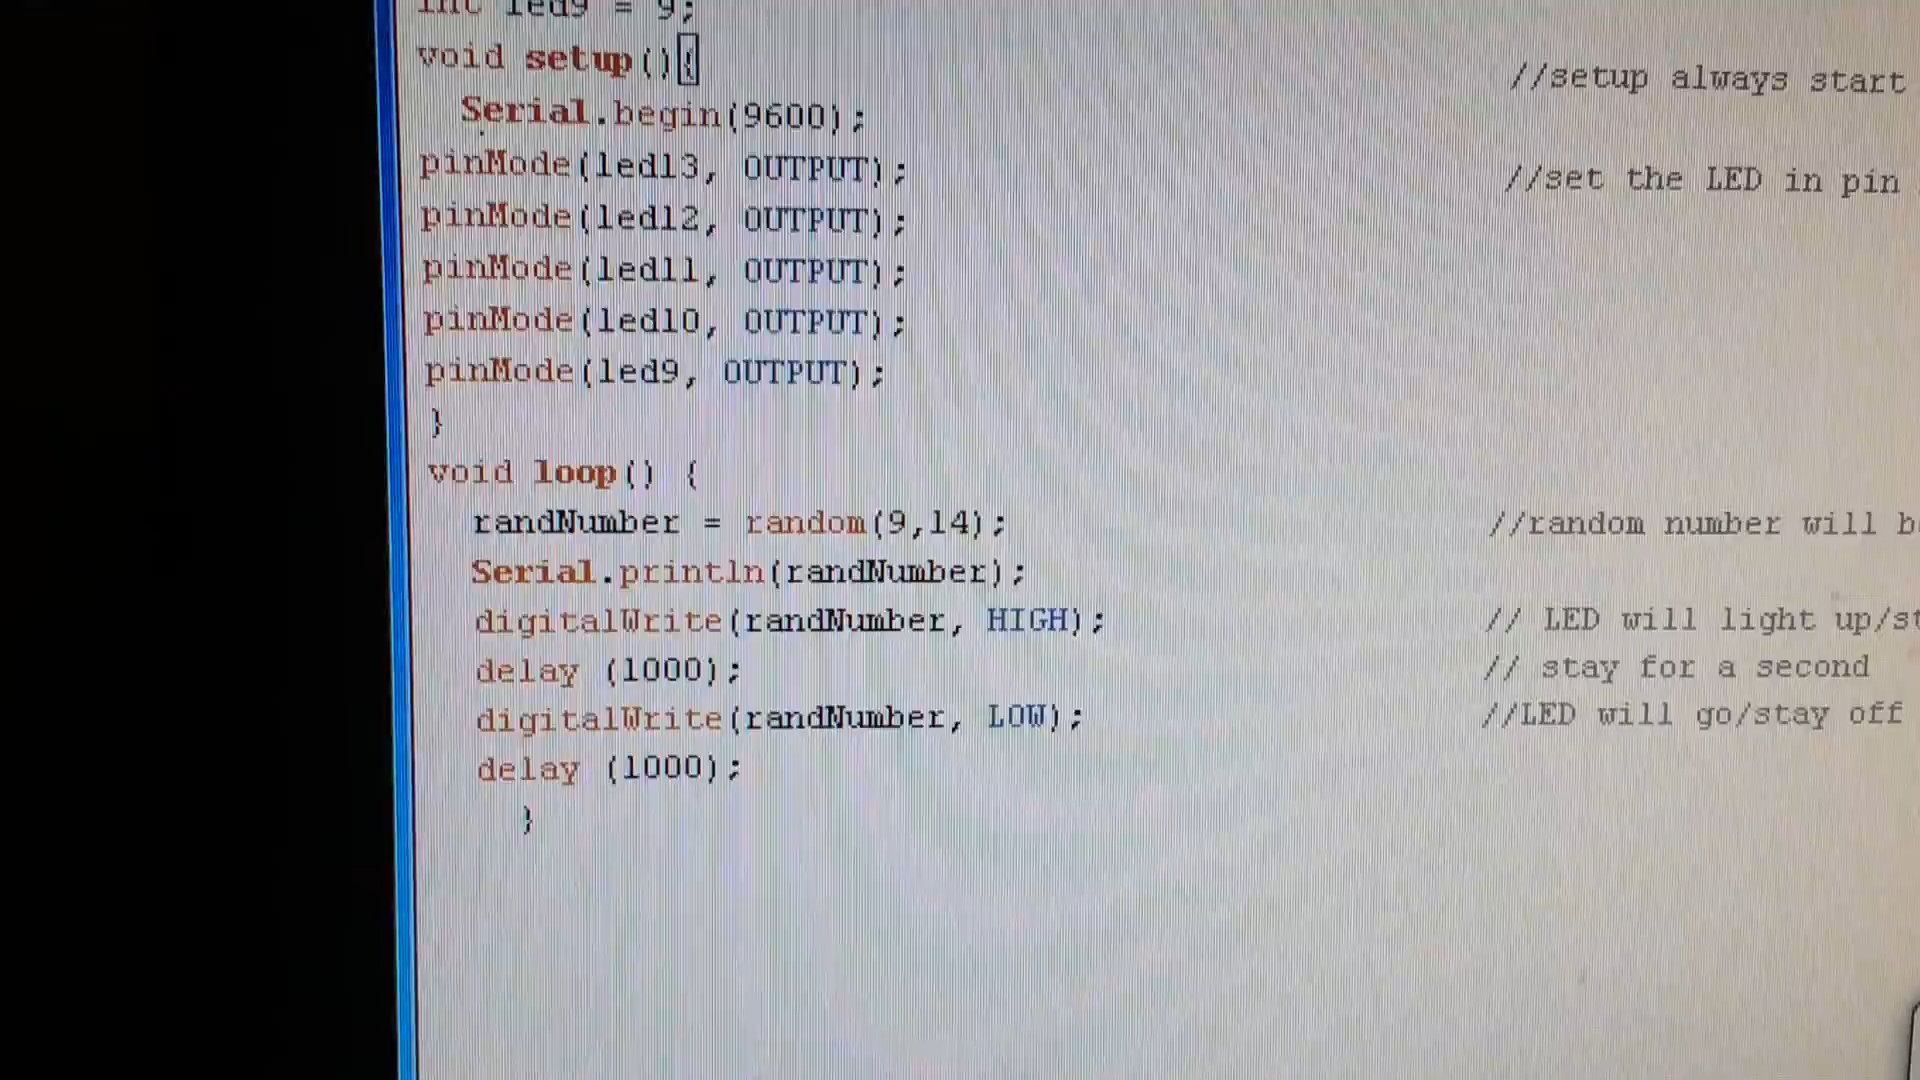 int led9 = 9;
void setup(){ //setup always start
Serial.begin(9600);
pinMode(led13, OUTPUT); //set the LED in pin
pinMode(led12, OUTPUT);
pinMode(led11, OUTPUT);
pinMode(led10, OUTPUT);
pinMode(led9, OUTPUT);
}
void loop() {
randNumber = random(9,14); //random number will b
Serial.println(randNumber);
digitalWrite(randNumber, HIGH); // LED will light up/st
delay (1000); // stay for a second
digitalWrite(randNumber, LOW); //LED will go/stay off
delay (1000);
}